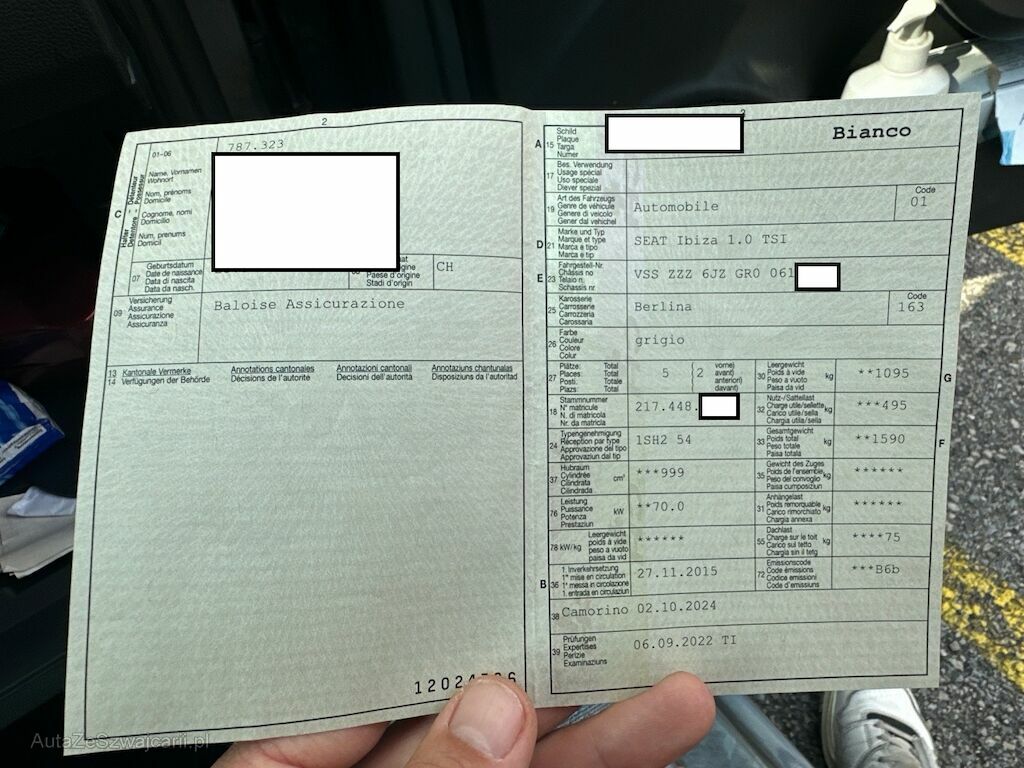 2
01-06
787.323
C
Halter
Détenteur
Detentore
Possessur
Name, Vornamen
Wohnort
Nom, prénoms
Domicile
Cognome, nomi
Domicilio
Num, prenums
Domicil
07
Geburtsdatum
Date de naissance
Data di nascita
Data da nasch.
Paese d'origine
Stadi d'origin
CH
09
Versicherung
Assurance
Assicurazione
Assicuranza
Baloise Assicurazione
13 Kantonale Vermerke
14 Verfügungen der Behörde
Annotations cantonales
Décisions de l'autorité
Annotazioni cantonali
Decisioni dell'autorità
Annotaziuns chantunalas
Disposiziuns da l'autoritad
A
15
Schild
Plaque
Targa
Numer
Bianco
17
Bes. Verwendung
Usage spécial
Uso speciale
Diever spezial
19
Art des Fahrzeugs
Genre de véhicule
Genere di veicolo
Gener dal vehichel
Automobile
Code
01
D
21
Marke und Typ
Marque et type
Marca e tipo
Marca e tip
SEAT Ibiza 1.0 TSI
E
23
Fahrgestell-Nr.
Châssis no
Telaio n.
Schassis nr
VSS ZZZ 6JZ GR0 061
25
Karosserie
Carrosserie
Carrozzeria
Carossaria
Berlina
Code
163
26
Farbe
Couleur
Colore
Colur
grigio
27
Plätze: Total
Places: Total
Posti: Totale
Plazs: Total
5
2
vorne)
avant)
anteriori)
davant)
30
Leergewicht
Poids à vide
Peso a vuoto
Paisa da vid
kg
**1095
G
18
Stammnummer
N° matricule
N. di matricola
Nr. da matricla
217.448.
32
Nutz-/Sattellast
Charge utile/sellette
Carico utile/sella
Chargia utila/sella
kg
***495
24
Typengenehmigung
Réception par type
Approvazione del tipo
Approvaziun dal tip
1SH2 54
33
Gesamtgewicht
Poids total
Peso totale
Paisa totala
kg
**1590
F
37
Hubraum
Cylindrée
Cilindrata
Cilindrada
cm³
***999
35
Gewicht des Zuges
Poids de l'ensemble
Peso del convoglio
Paisa cumposiziun
kg
******
76
Leistung
Puissance
Potenza
Prestaziun
kW
**70.0
31
Anhängelast
Poids remorquable
Carico rimorchiato
Chargia annexa
kg
******
78 kW/kg
Leergewicht
poids à vide
peso a vuoto
paisa da vid
******
55
Dachlast
Charge sur le toit
Carico sul tetto
Chargia sin il tetg
kg
****75
B
36
1. Inverkehrsetzung
1re mise en circulation
1a messa in circolazione
1. entrada en circulaziun
27.11.2015
72
Emissionscode
Code émissions
Codice emissioni
Code d'emissiuns
***B6b
38
Camorino 02.10.2024
39
Prüfungen
Expertises
Perizie
Examinaziuns
06.09.2022 TI
AutaZeSzwajcarii.pl